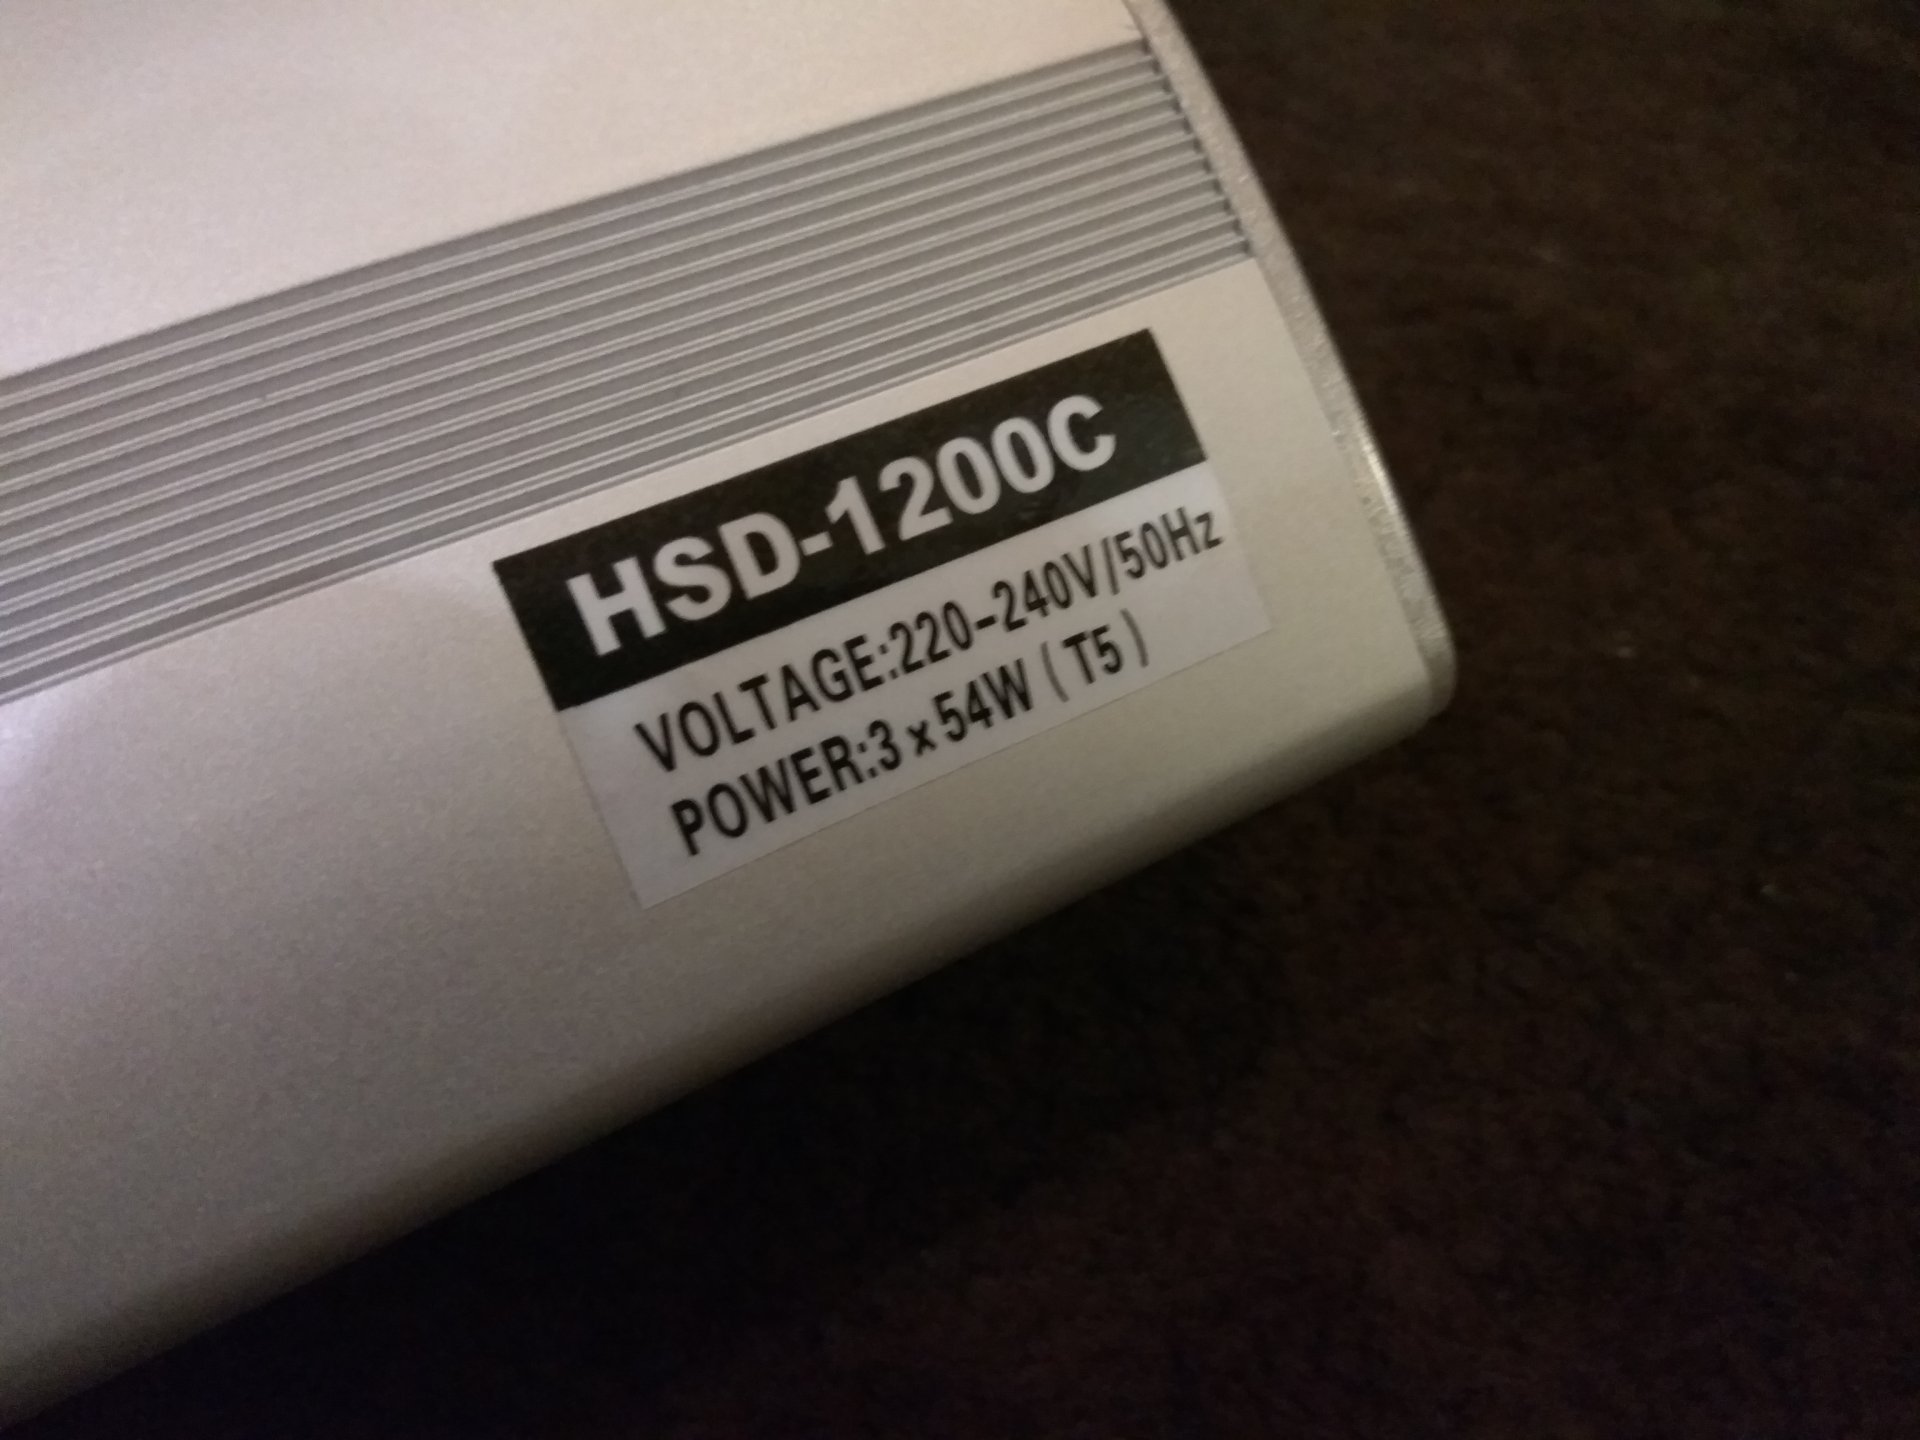 HSD-1200C
VOLTAGE:220-240V/50Hz
POWER:3 x 54W ( T5 )